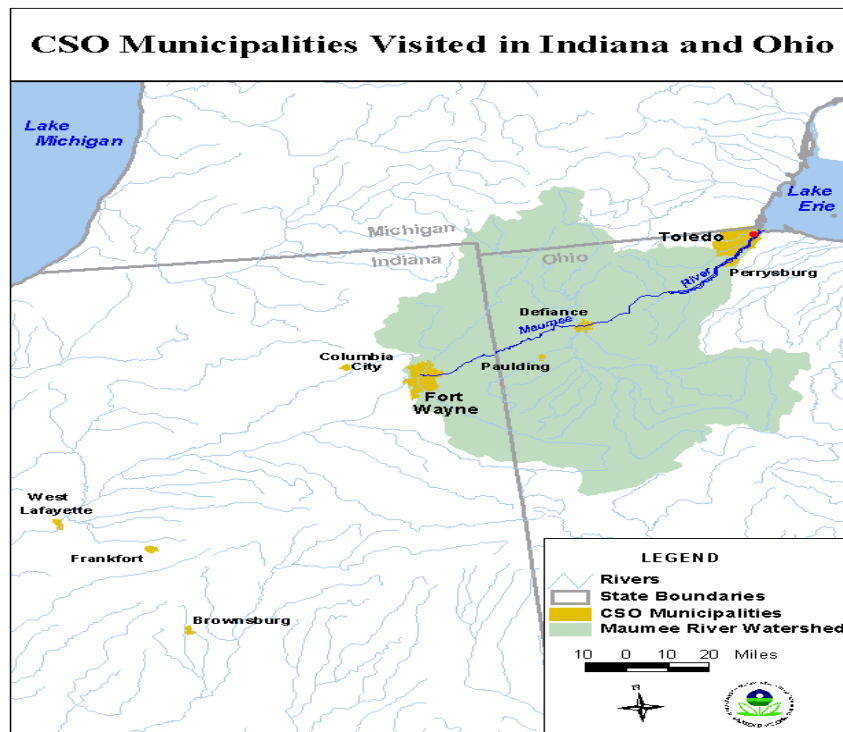 CSO Municipalities Visited in Indiana and Ohio
Lake
Michigan
Lake
Erie
Michigan
Indiana
Ohio
Toledo
Perrysburg
River
Maumee
Defiance
Paulding
Columbia
City
Fort
Wayne
West
Lafayette
Frankfort
Brownsburg
LEGEND
Rivers
State Boundaries
CSO Municipalities
Maumee River Watershed
10 0 10 20 Miles
N